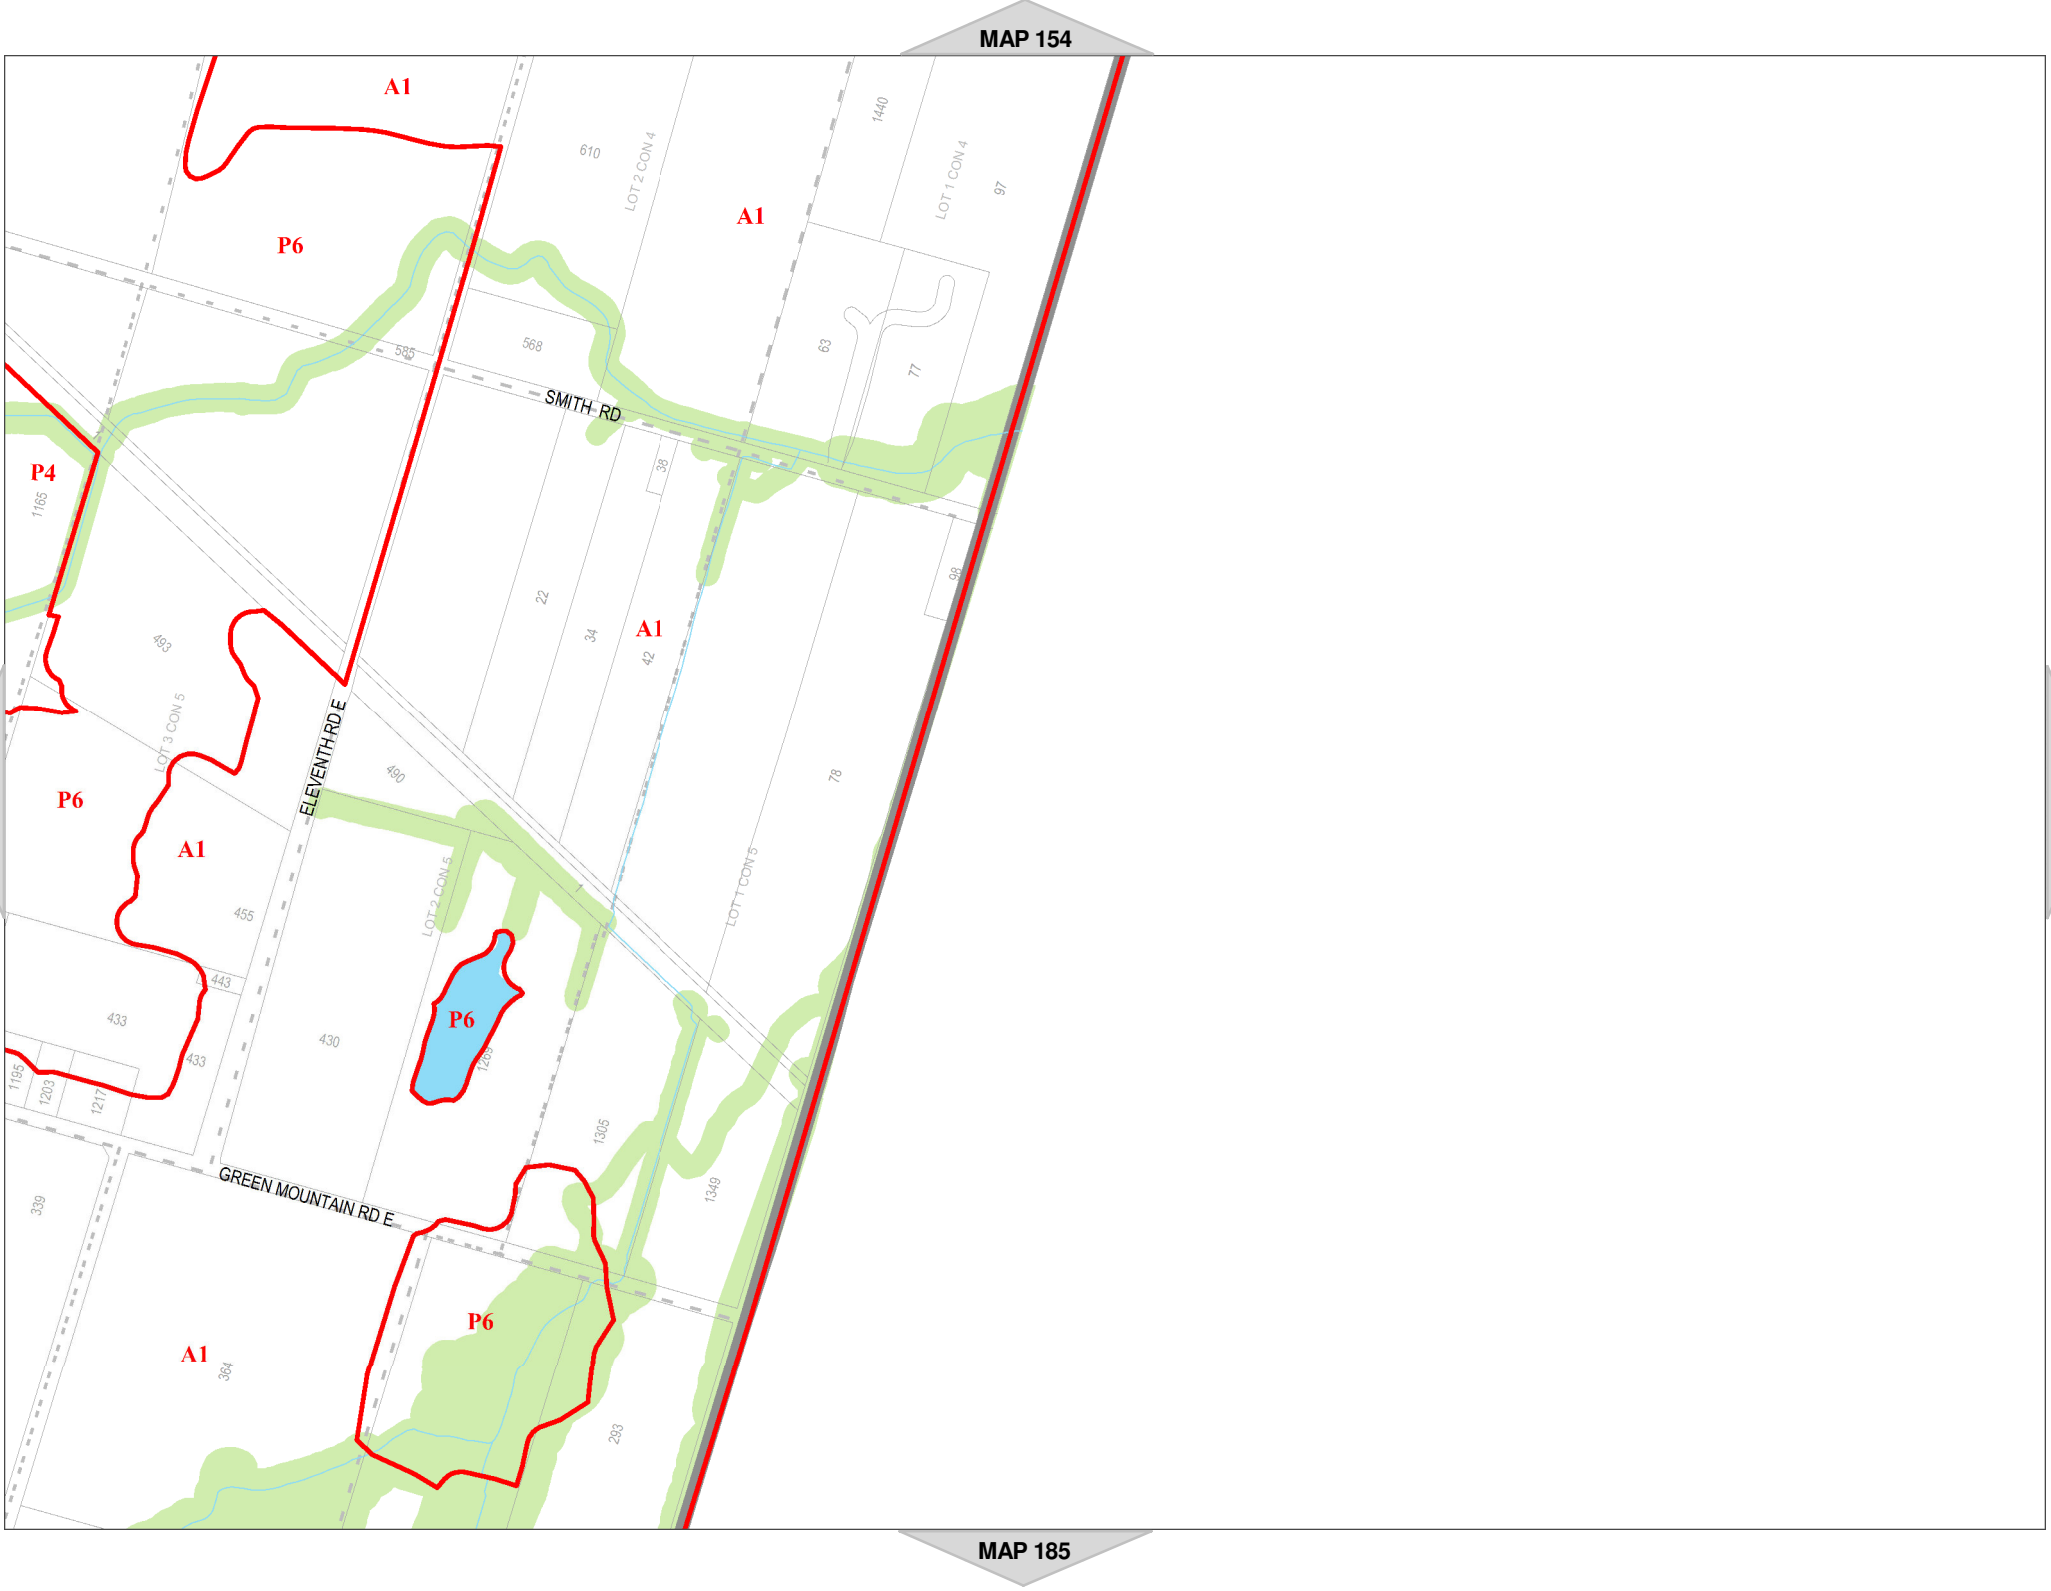 MAP 154
A1
1440
610
LOT 2 CON 4
LOT 1 CON 4
97
A1
P6
568
585
63
77
SMITH RD
38
P4
1165
98
22
34
A1
42
493
LOT 3 CON 5
ELEVENTH RD E
490
78
P6
A1
LOT 2 CON 5
1
LOT 1 CON 5
455
443
433
P6
430
433
1269
1195
1203
1217
1305
GREEN MOUNTAIN RD E
1349
339
P6
A1
364
293
MAP 185